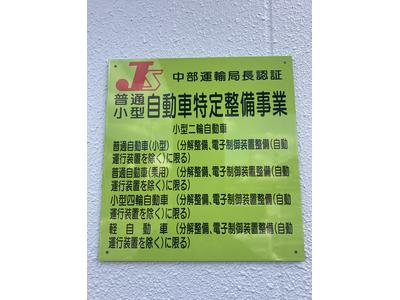 JS 中部運輸局長認証
普通
小型 自動車特定整備事業
小型二輪自動車
普通自動車(小型) (分解整備、電子制御装置整備(自動
運行装置を除く)に限る)
普通自動車(乗用) (分解整備、電子制御装置整備(自動
運行装置を除く)に限る)
小型四輪自動車 (分解整備、電子制御装置整備(自動
運行装置を除く)に限る)
軽自動車 (分解整備、電子制御装置整備(自動
運行装置を除く)に限る)